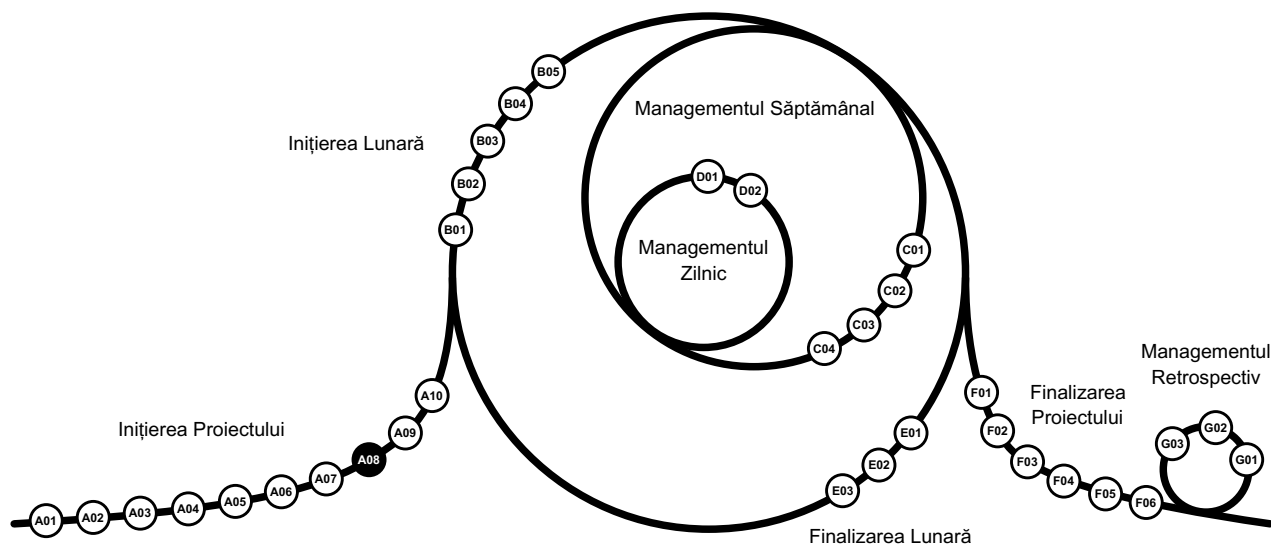 B05
B04
B03
B02
B01
Inițierea Lunară
Managementul Săptămânal
D01
D02
Managementul
Zilnic
C01
C02
C03
C04
Inițierea Proiectului
A10
A09
A08
A07
A06
A05
A04
A03
A02
A01
E01
E02
E03
Finalizarea Lunară
F01
F02
F03
F04
F05
F06
Finalizarea
Proiectului
Managementul
Retrospectiv
G03
G02
G01